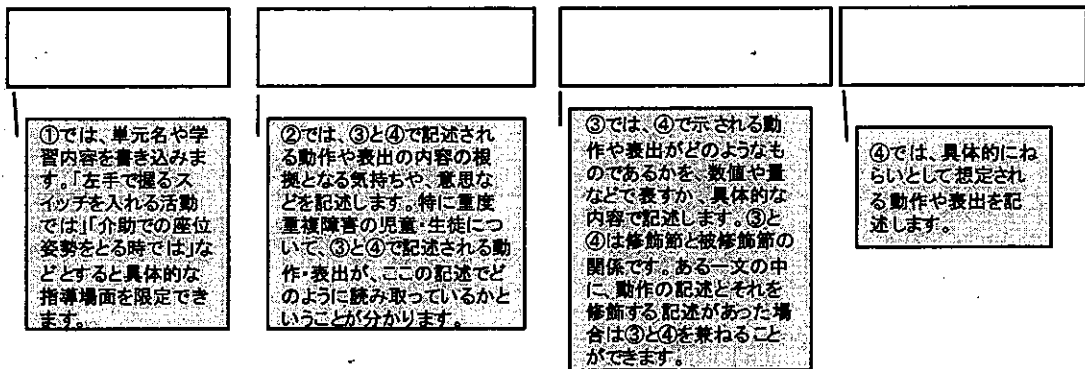 ①では、単元名や学
習内容を書き込みま
す。「左手で握るス
イッチを入れる活動
では」「介助での座位
姿勢をとる時では」な
どとすると具体的な
指導場面を限定でき
ます。
②では、③と④で記述され
る動作や表出の内容の根
拠となる気持ちや、意思な
どを記述します。特に重度
重複障害の児童・生徒につ
いて、③と④で記述される動
作・表出が、ここの記述でど
のように読み取っているかと
いうことが分かります。
③では、④で示される動
作や表出がどのようなも
のであるかを、数値や量
などで表すか、具体的な
内容で記述します。③と
④は修飾節と被修飾節の
関係です。ある一文の中
に、動作の記述とそれを
修飾する記述があった場
合は③と④を兼ねること
ができます。
④では、具体的にね
らいとして想定され
る動作や表出を記
述します。